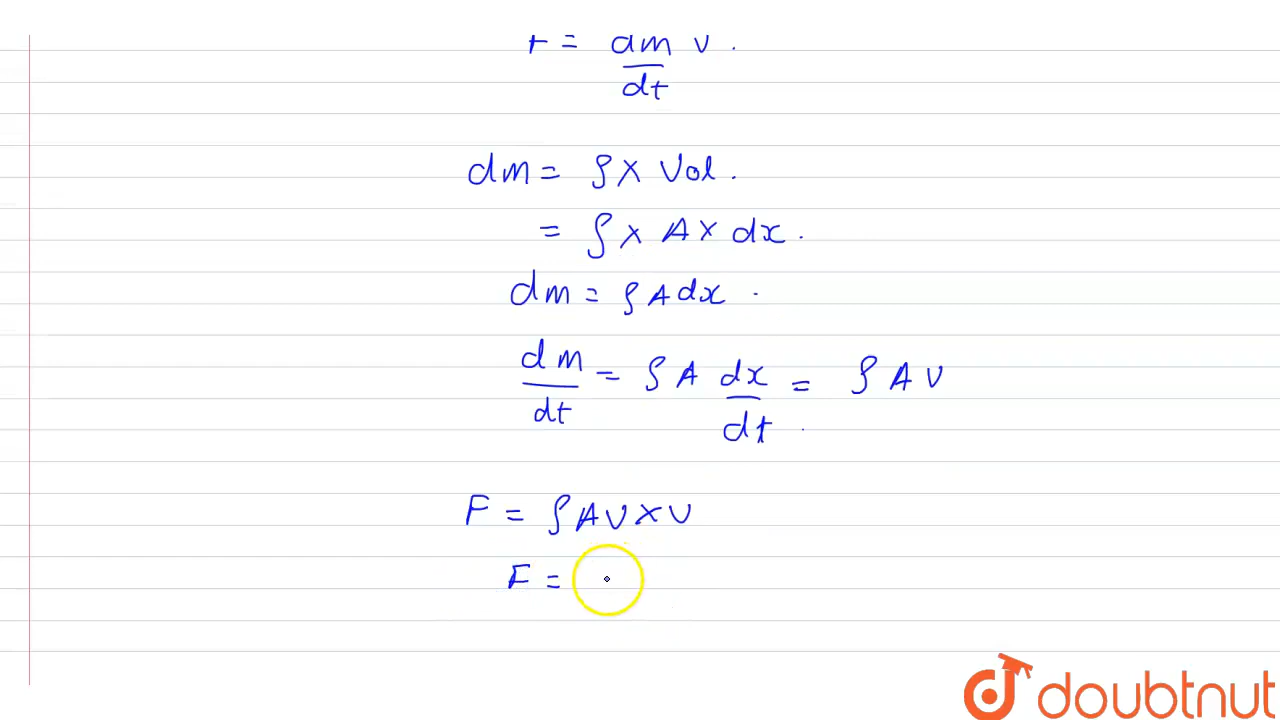 F = dm/dt v.
dm = ρ × Vol.
= ρ × A × dx.
dm = ρ A dx.
dm/dt = ρ A dx/dt = ρ A v
F = ρ A v × v
F =
doubtnut